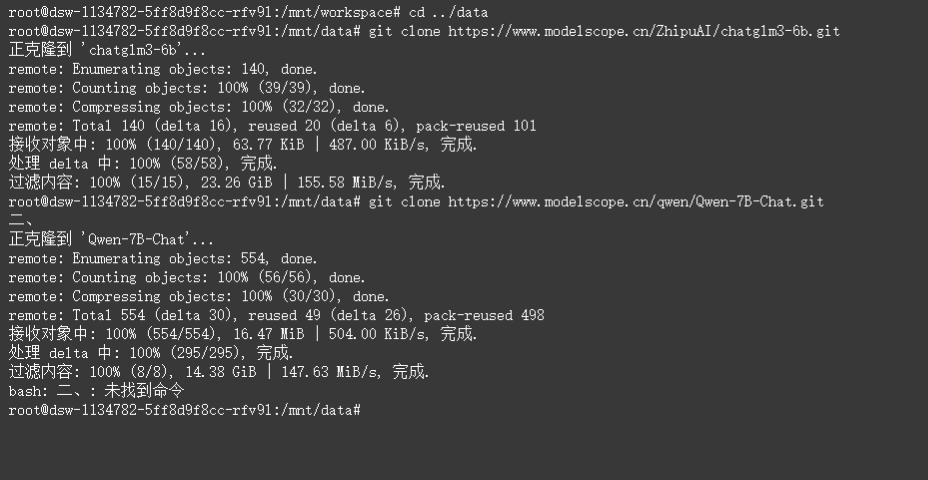 root@dsw-1134782-5ff8d9f8cc-rfv9l:/mnt/workspace# cd ../data
root@dsw-1134782-5ff8d9f8cc-rfv9l:/mnt/data# git clone https://www.modelscope.cn/ZhipuAI/chatglm3-6b.git
正克隆到 'chatglm3-6b'...
remote: Enumerating objects: 140, done.
remote: Counting objects: 100% (39/39), done.
remote: Compressing objects: 100% (32/32), done.
remote: Total 140 (delta 16), reused 20 (delta 6), pack-reused 101
接收对象中: 100% (140/140), 63.77 KiB | 487.00 KiB/s, 完成.
处理 delta 中: 100% (58/58), 完成.
过滤内容: 100% (15/15), 23.26 GiB | 155.58 MiB/s, 完成.
root@dsw-1134782-5ff8d9f8cc-rfv9l:/mnt/data# git clone https://www.modelscope.cn/qwen/Qwen-7B-Chat.git
二、
正克隆到 'Qwen-7B-Chat'...
remote: Enumerating objects: 554, done.
remote: Counting objects: 100% (56/56), done.
remote: Compressing objects: 100% (30/30), done.
remote: Total 554 (delta 30), reused 49 (delta 26), pack-reused 498
接收对象中: 100% (554/554), 16.47 MiB | 504.00 KiB/s, 完成.
处理 delta 中: 100% (295/295), 完成.
过滤内容: 100% (8/8), 14.38 GiB | 147.63 MiB/s, 完成.
bash: 二、: 未找到命令
root@dsw-1134782-5ff8d9f8cc-rfv9l:/mnt/data#